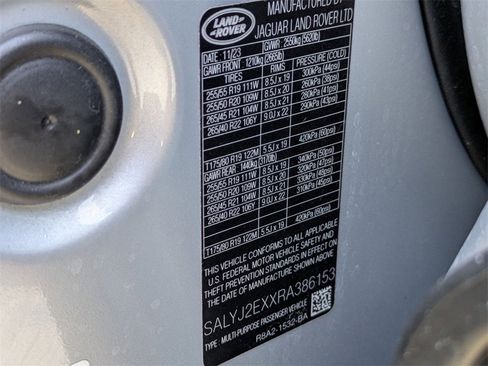 LAND-
ROVER
MANUFACTURED BY
JAGUAR LAND ROVER LTD
DATE : 11/23 GVWR 2550kg (5620lb)
GAWR FRONT 1210kg (2665lb)
TIRES RIMS PRESSURE (COLD)
255/55 R19 111W 8.5J x 19 300kPa (44psi)
255/50 R20 109W 8.5J x 20 260kPa (38psi)
265/45 R21 104W 8.5J x 21 280kPa (41psi)
265/40 R22 106Y 9.0J x 22 290kPa (43psi)
T175/80 R19 122M 5.5J x 19 420kPa (60psi)
GAWR REAR 1440kg (3170lb)
255/55 R19 111W 8.5J x 19 340kPa (50psi)
255/50 R20 109W 8.5J x 20 320kPa (47psi)
265/45 R21 104W 8.5J x 21 330kPa (48psi)
265/40 R22 106Y 9.0J x 22 310kPa (45psi)
T175/80 R19 122M 5.5J x 19 420kPa (60psi)
THIS VEHICLE CONFORMS TO ALL APPLICABLE
U.S. FEDERAL MOTOR VEHICLE SAFETY AND
THEFT PREVENTION STANDARDS IN EFFECT ON
THE DATE OF MANUFACTURE SHOWN ABOVE.
SALYJ2EXXRA386153
TYPE : MULTI-PURPOSE PASSENGER VEHICLE
R8A2-1532-BA